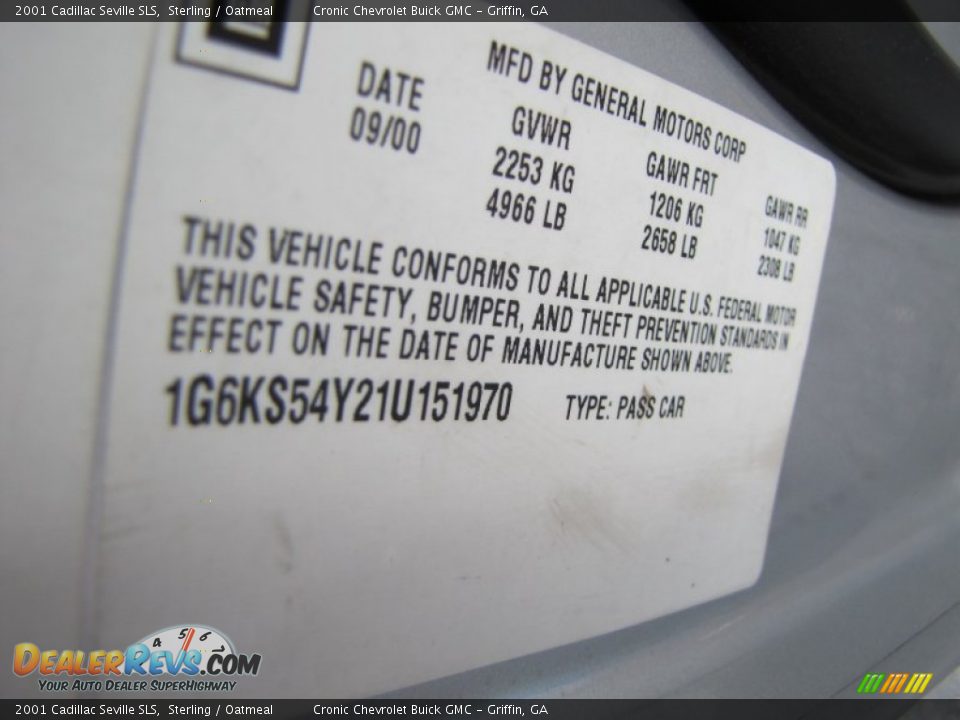 2001 Cadillac Seville SLS, Sterling / Oatmeal Cronic Chevrolet Buick GMC - Griffin, GA
MFD BY GENERAL MOTORS CORP
DATE GVWR GAWR FRT GAWR RR
09/00 2253 KG 1206 KG 1047 KG
4966 LB 2658 LB 2308 LB
THIS VEHICLE CONFORMS TO ALL APPLICABLE U.S. FEDERAL MOTOR
VEHICLE SAFETY, BUMPER, AND THEFT PREVENTION STANDARDS IN
EFFECT ON THE DATE OF MANUFACTURE SHOWN ABOVE.
1G6KS54Y21U151970 TYPE: PASS CAR
4 5 6 7
DEALERREVS.COM
YOUR AUTO DEALER SUPERHIGHWAY
2001 Cadillac Seville SLS, Sterling / Oatmeal Cronic Chevrolet Buick GMC - Griffin, GA